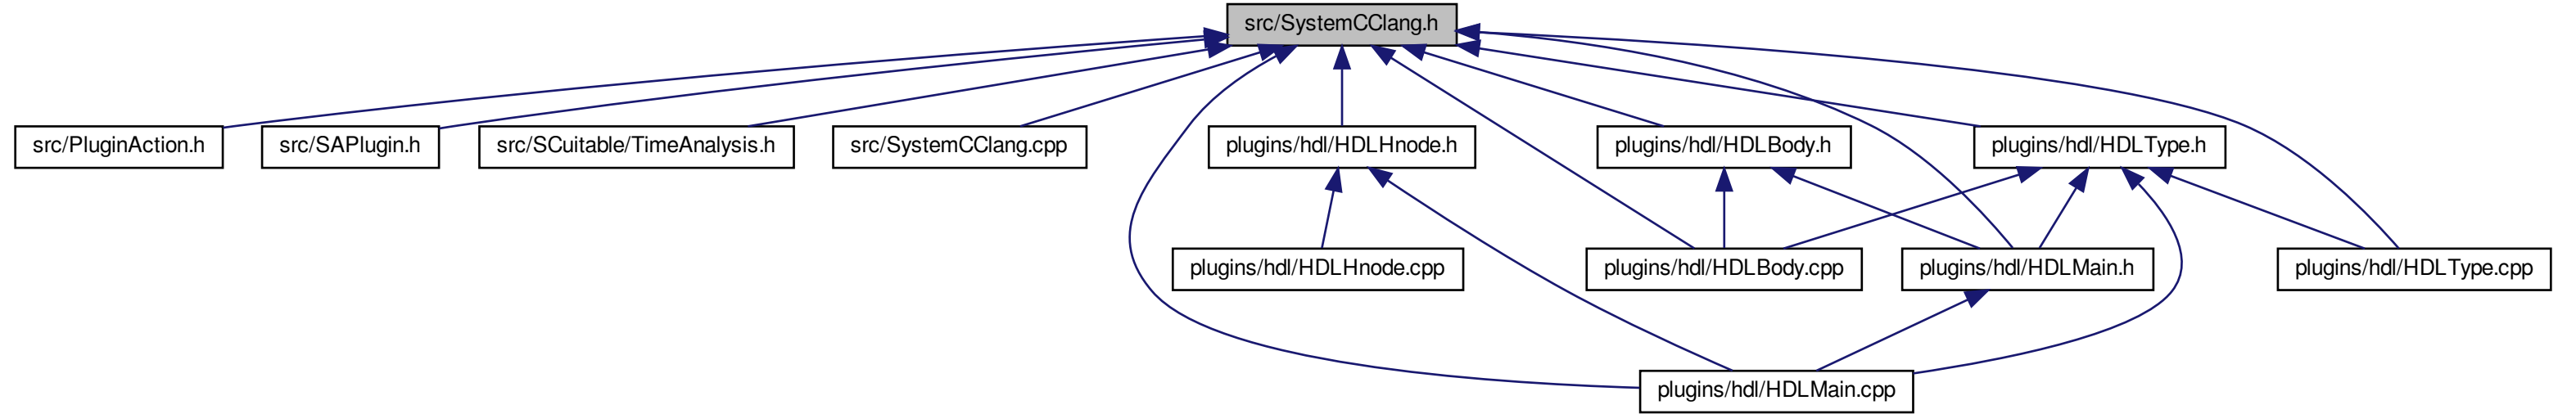 src/SystemCClang.h
src/PluginAction.h
src/SAPlugin.h
src/SCuitable/TimeAnalysis.h
src/SystemCClang.cpp
plugins/hdl/HDLHnode.h
plugins/hdl/HDLBody.h
plugins/hdl/HDLType.h
plugins/hdl/HDLHnode.cpp
plugins/hdl/HDLBody.cpp
plugins/hdl/HDLMain.h
plugins/hdl/HDLType.cpp
plugins/hdl/HDLMain.cpp